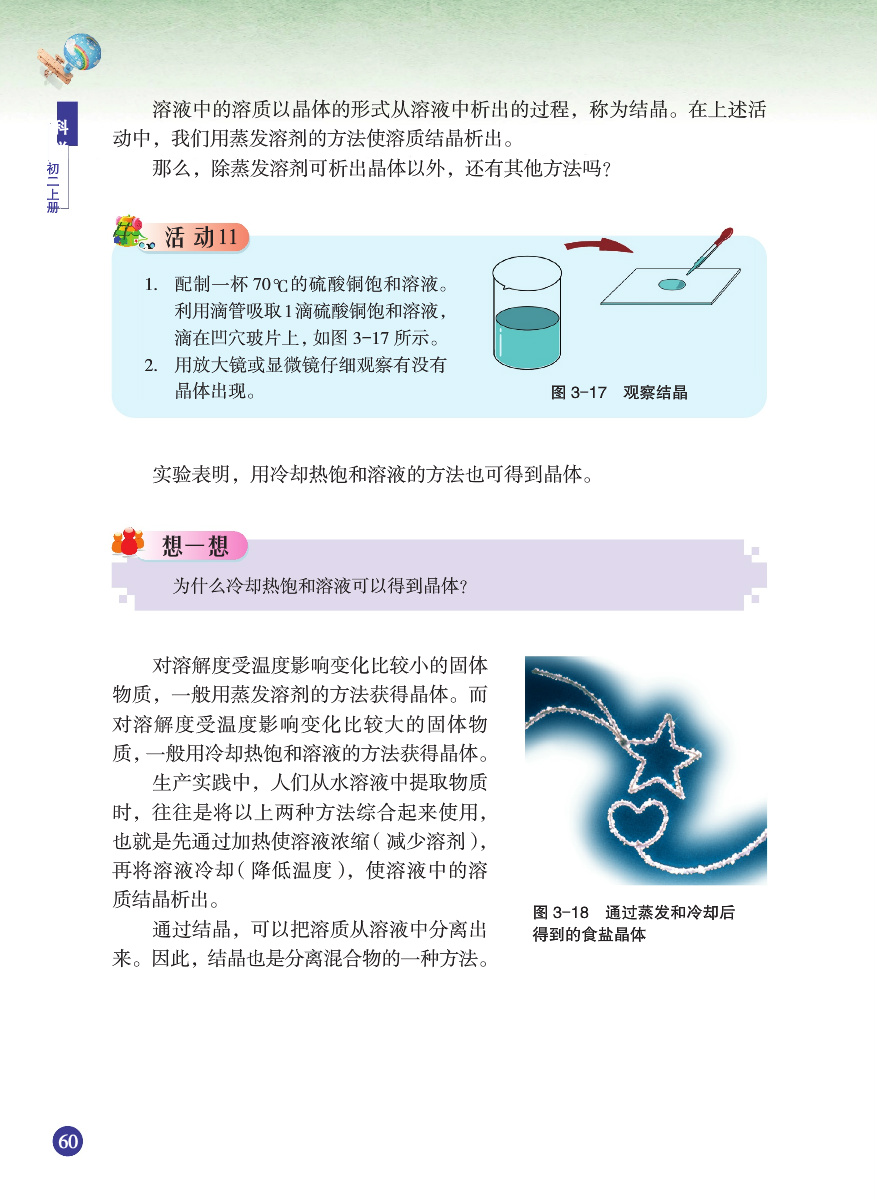 科
初二上册
溶液中的溶质以晶体的形式从溶液中析出的过程，称为结晶。在上述活
动中，我们用蒸发溶剂的方法使溶质结晶析出。
那么，除蒸发溶剂可析出晶体以外，还有其他方法吗？
活动11
1. 配制一杯 70℃的硫酸铜饱和溶液。
利用滴管吸取1滴硫酸铜饱和溶液，
滴在凹穴玻片上，如图 3-17 所示。
2. 用放大镜或显微镜仔细观察有没有
晶体出现。
图 3-17 观察结晶
实验表明，用冷却热饱和溶液的方法也可得到晶体。
想一想
为什么冷却热饱和溶液可以得到晶体？
对溶解度受温度影响变化比较小的固体
物质，一般用蒸发溶剂的方法获得晶体。而
对溶解度受温度影响变化比较大的固体物
质，一般用冷却热饱和溶液的方法获得晶体。
生产实践中，人们从水溶液中提取物质
时，往往是将以上两种方法综合起来使用，
也就是先通过加热使溶液浓缩（减少溶剂），
再将溶液冷却（降低温度），使溶液中的溶
质结晶析出。
通过结晶，可以把溶质从溶液中分离出
来。因此，结晶也是分离混合物的一种方法。
图 3-18 通过蒸发和冷却后
得到的食盐晶体
60